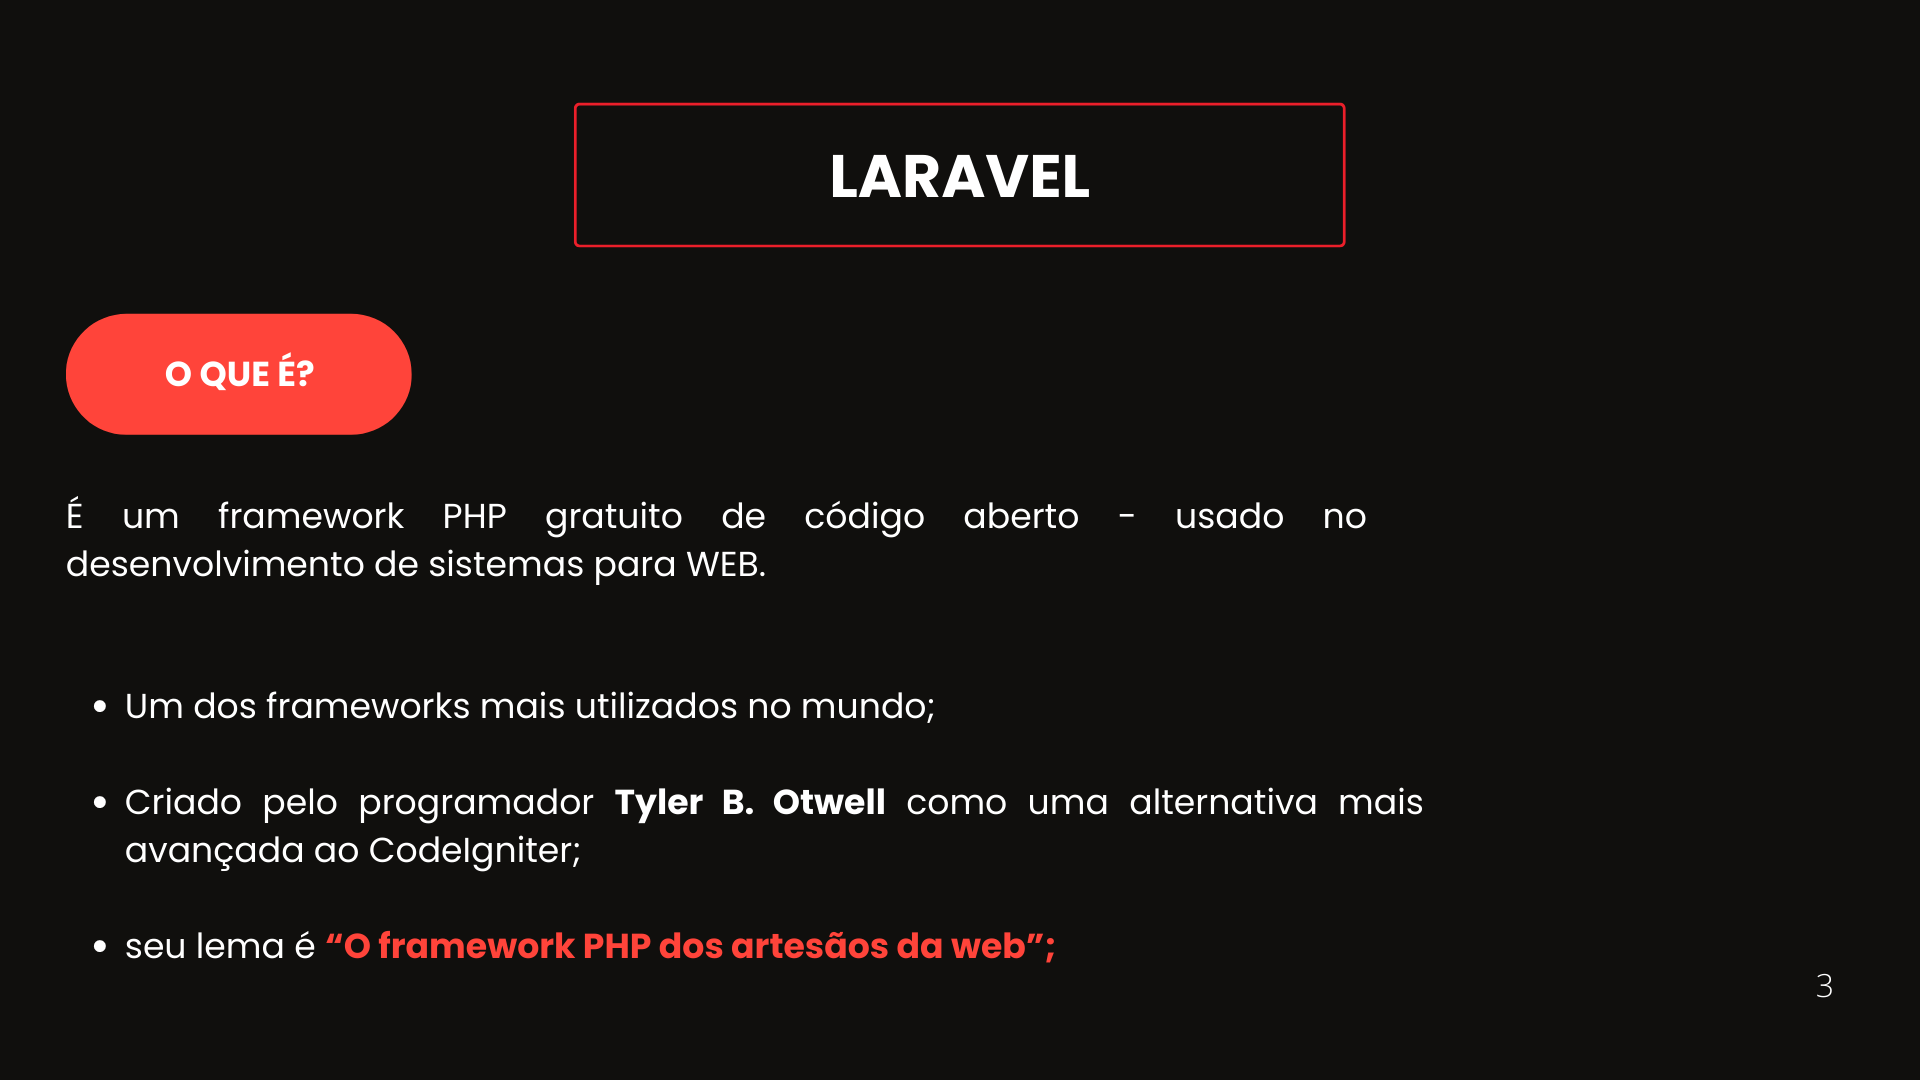 LARAVEL
O QUE É?
É um framework PHP gratuito de código aberto - usado no
desenvolvimento de sistemas para WEB.
• Um dos frameworks mais utilizados no mundo;
• Criado pelo programador Tyler B. Otwell como uma alternativa mais
avançada ao CodeIgniter;
• seu lema é “O framework PHP dos artesãos da web”;
3